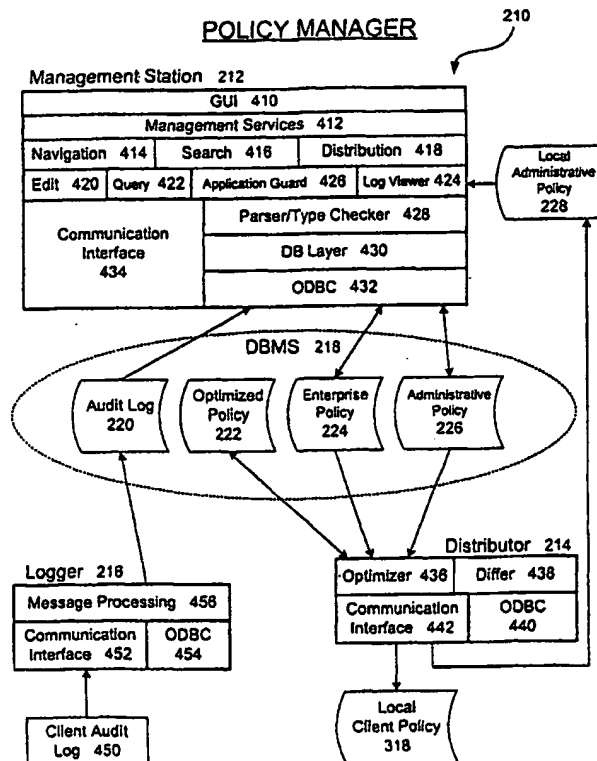 POLICY MANAGER
210
Management Station 212
GUI 410
Management Services 412
Navigation 414
Search 416
Distribution 418
Edit 420
Query 422
Application Guard 426
Log Viewer 424
Local
Administrative
Policy
228
Communication
Interface
434
Parser/Type Checker 428
DB Layer 430
ODBC 432
DBMS 218
Audit Log
220
Optimized
Policy
222
Enterprise
Policy
224
Administrative
Policy
226
Distributor 214
Optimizer 436
Differ 438
Communication
Interface 442
ODBC
440
Logger 216
Message Processing 456
Communication
Interface 452
ODBC
454
Client Audit
Log 450
Local
Client Policy
318